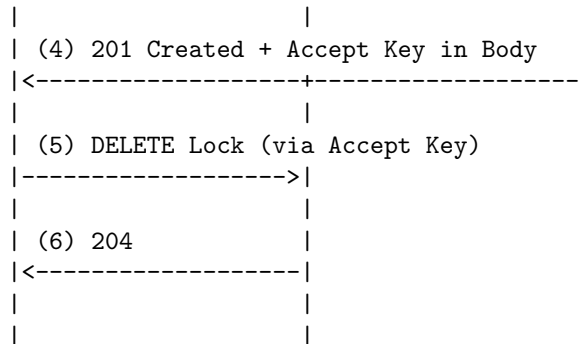 |                    |
| (4) 201 Created + Accept Key in Body
|<-------------------+-------------------
|                    |
| (5) DELETE Lock (via Accept Key)
|------------------->|
|                    |
| (6) 204            |
|<-------------------|
|                    |
|                    |